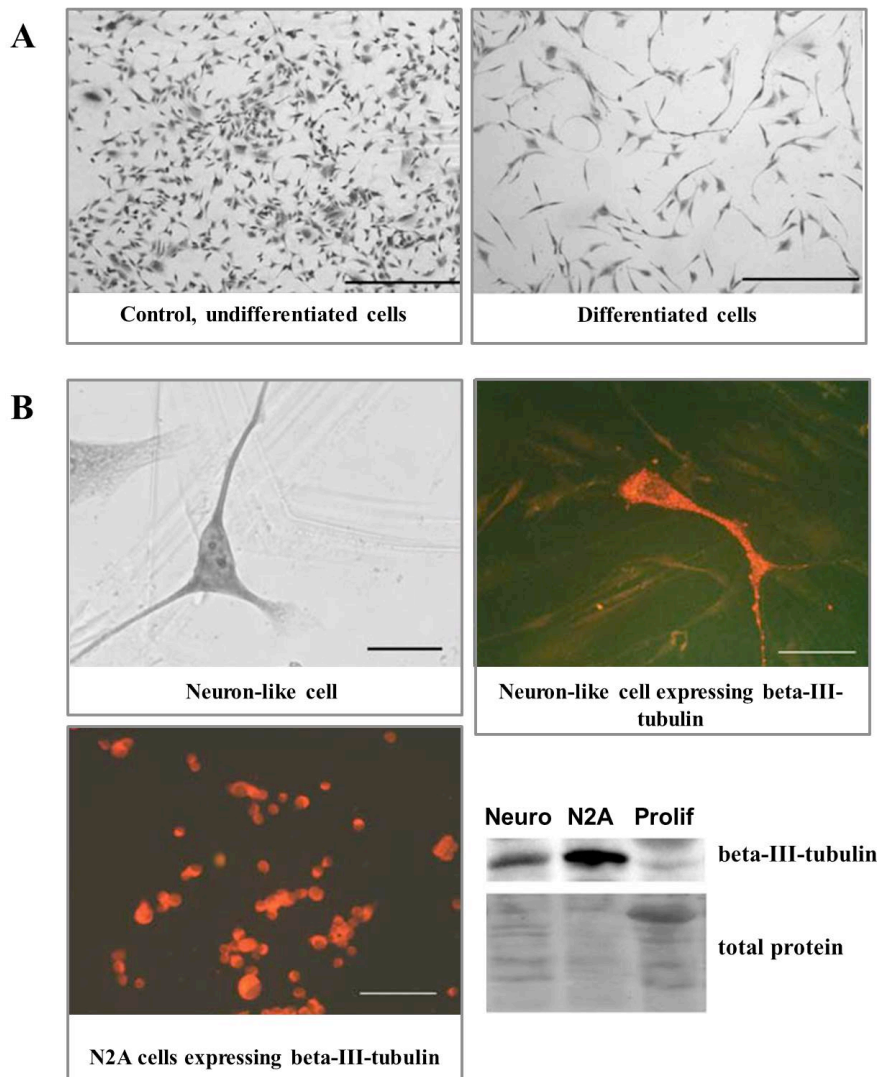 A
Control, undifferentiated cells
Differentiated cells
B
Neuron-like cell
Neuron-like cell expressing beta-III-
tubulin
N2A cells expressing beta-III-tubulin
Neuro N2A Prolif
beta-III-tubulin
total protein